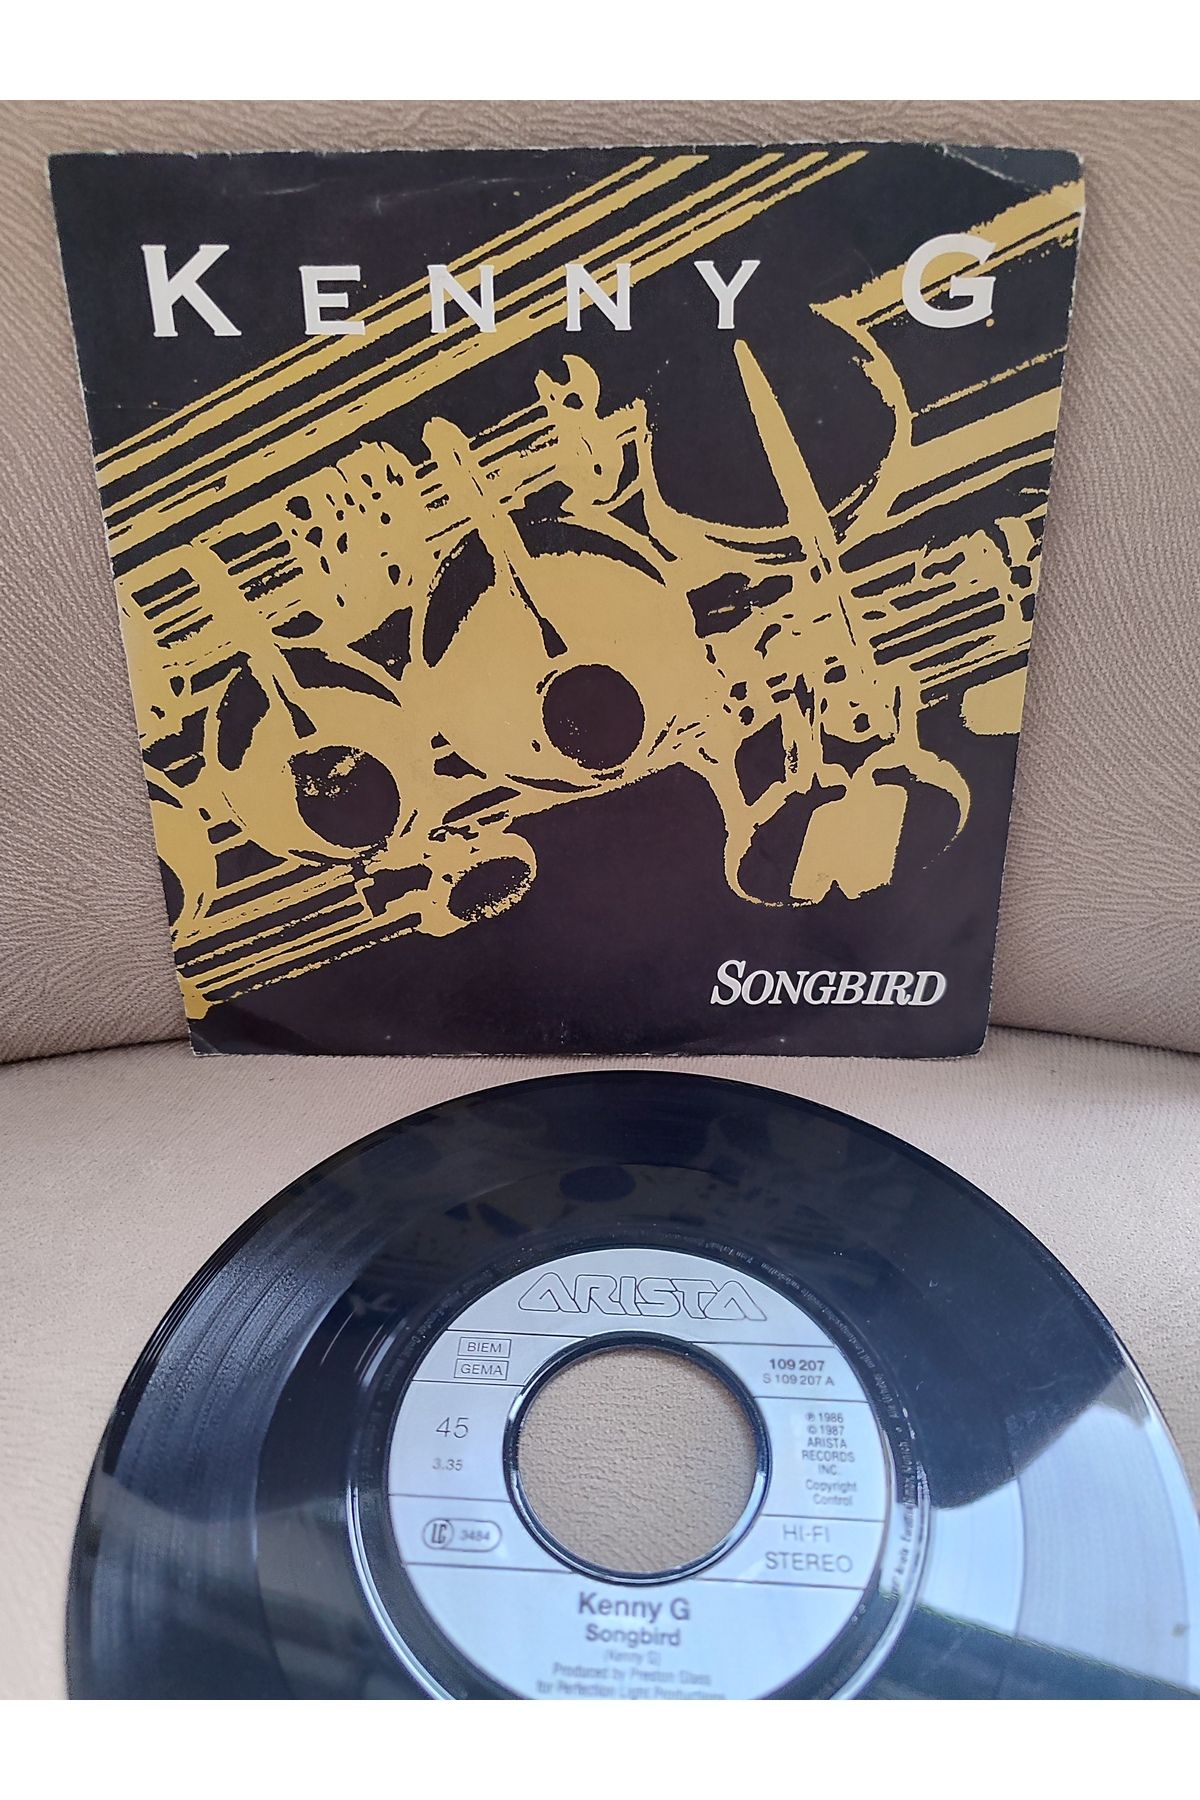 KENNY G
SONGBIRD
ARISTA
BIEM
GEMA
109 207
S 109 207 A
45
3.35
℗ 1986
© 1987
ARISTA
RECORDS
INC.
Copyright
Control
LC 3484
HI-FI
STEREO
Kenny G
Songbird
(Kenny G)
Produced by Preston Glass
for Perfection Light Productions